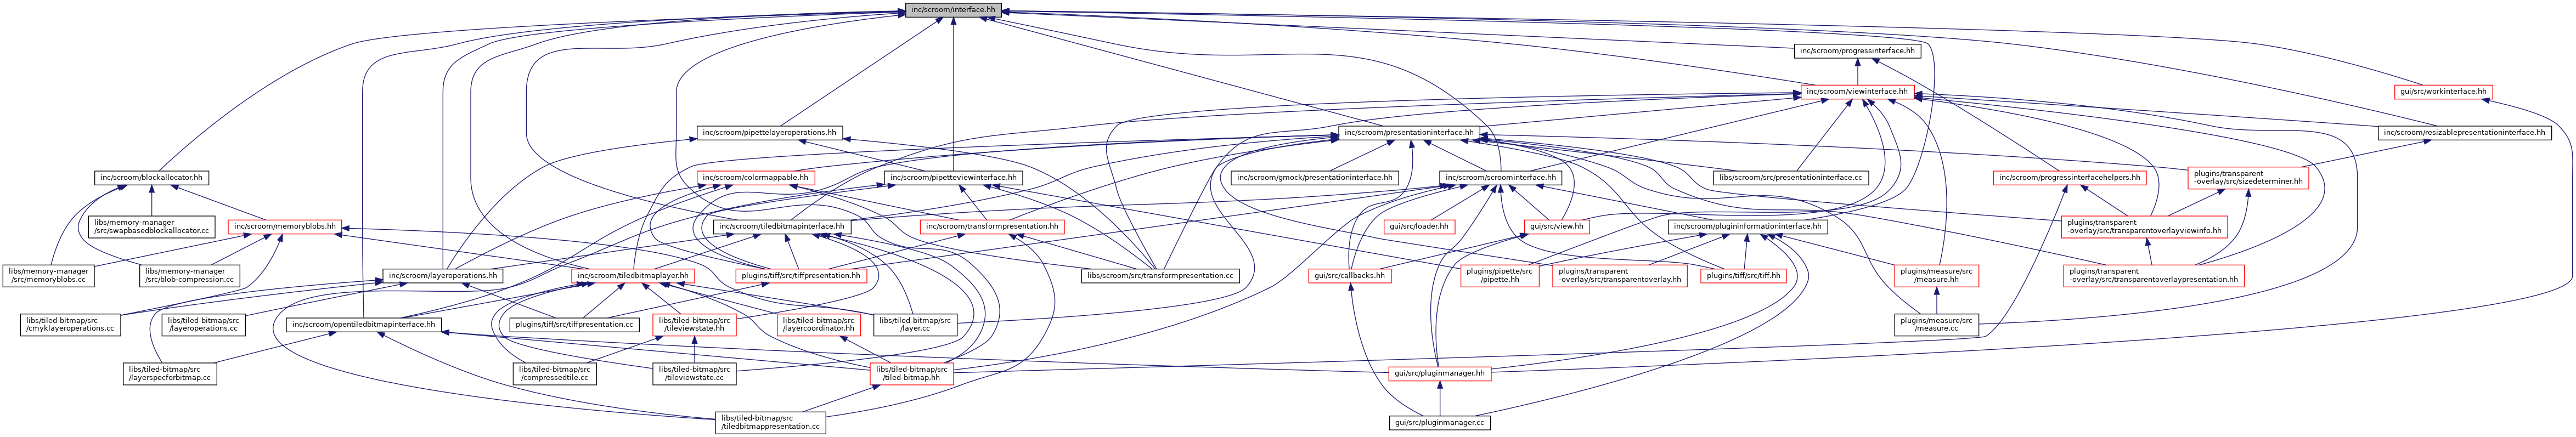 inc/scroom/interface.hh
inc/scroom/progressinterface.hh
inc/scroom/viewinterface.hh
gui/src/workinterface.hh
inc/scroom/pipettelayeroperations.hh
inc/scroom/presentationinterface.hh
inc/scroom/resizablepresentationinterface.hh
inc/scroom/blockallocator.hh
inc/scroom/colormappable.hh
inc/scroom/pipetteviewinterface.hh
inc/scroom/gmock/presentationinterface.hh
inc/scroom/scroominterface.hh
libs/scroom/src/presentationinterface.cc
inc/scroom/progressinterfacehelpers.hh
plugins/transparent
-overlay/src/sizedeterminer.hh
libs/memory-manager
/src/swapbasedblockallocator.cc
inc/scroom/memoryblobs.hh
inc/scroom/tiledbitmapinterface.hh
inc/scroom/transformpresentation.hh
gui/src/loader.hh
gui/src/view.hh
inc/scroom/plugininformationinterface.hh
plugins/transparent
-overlay/src/transparentoverlayviewinfo.hh
libs/memory-manager
/src/memoryblobs.cc
libs/memory-manager
/src/blob-compression.cc
inc/scroom/layeroperations.hh
inc/scroom/tiledbitmaplayer.hh
plugins/tiff/src/tiffpresentation.hh
libs/scroom/src/transformpresentation.cc
gui/src/callbacks.hh
plugins/pipette/src
/pipette.hh
plugins/transparent
-overlay/src/transparentoverlay.hh
plugins/tiff/src/tiff.hh
plugins/measure/src
/measure.hh
plugins/transparent
-overlay/src/transparentoverlaypresentation.hh
libs/tiled-bitmap/src
/cmyklayeroperations.cc
libs/tiled-bitmap/src
/layeroperations.cc
inc/scroom/opentiledbitmapinterface.hh
plugins/tiff/src/tiffpresentation.cc
libs/tiled-bitmap/src
/tileviewstate.hh
libs/tiled-bitmap/src
/layercoordinator.hh
libs/tiled-bitmap/src
/layer.cc
plugins/measure/src
/measure.cc
libs/tiled-bitmap/src
/layerspecforbitmap.cc
libs/tiled-bitmap/src
/compressedtile.cc
libs/tiled-bitmap/src
/tileviewstate.cc
libs/tiled-bitmap/src
/tiled-bitmap.hh
gui/src/pluginmanager.hh
libs/tiled-bitmap/src
/tiledbitmappresentation.cc
gui/src/pluginmanager.cc